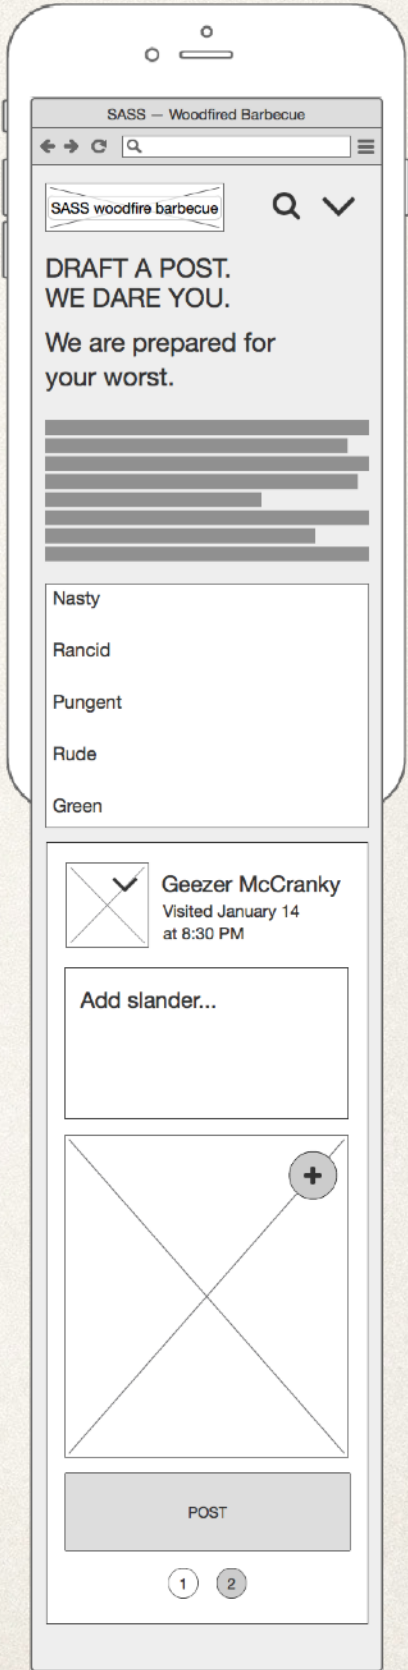 SASS — Woodfired Barbecue
SASS woodfire barbecue
DRAFT A POST.
WE DARE YOU.
We are prepared for
your worst.
Nasty
Rancid
Pungent
Rude
Green
Geezer McCranky
Visited January 14
at 8:30 PM
Add slander...
POST
1 2